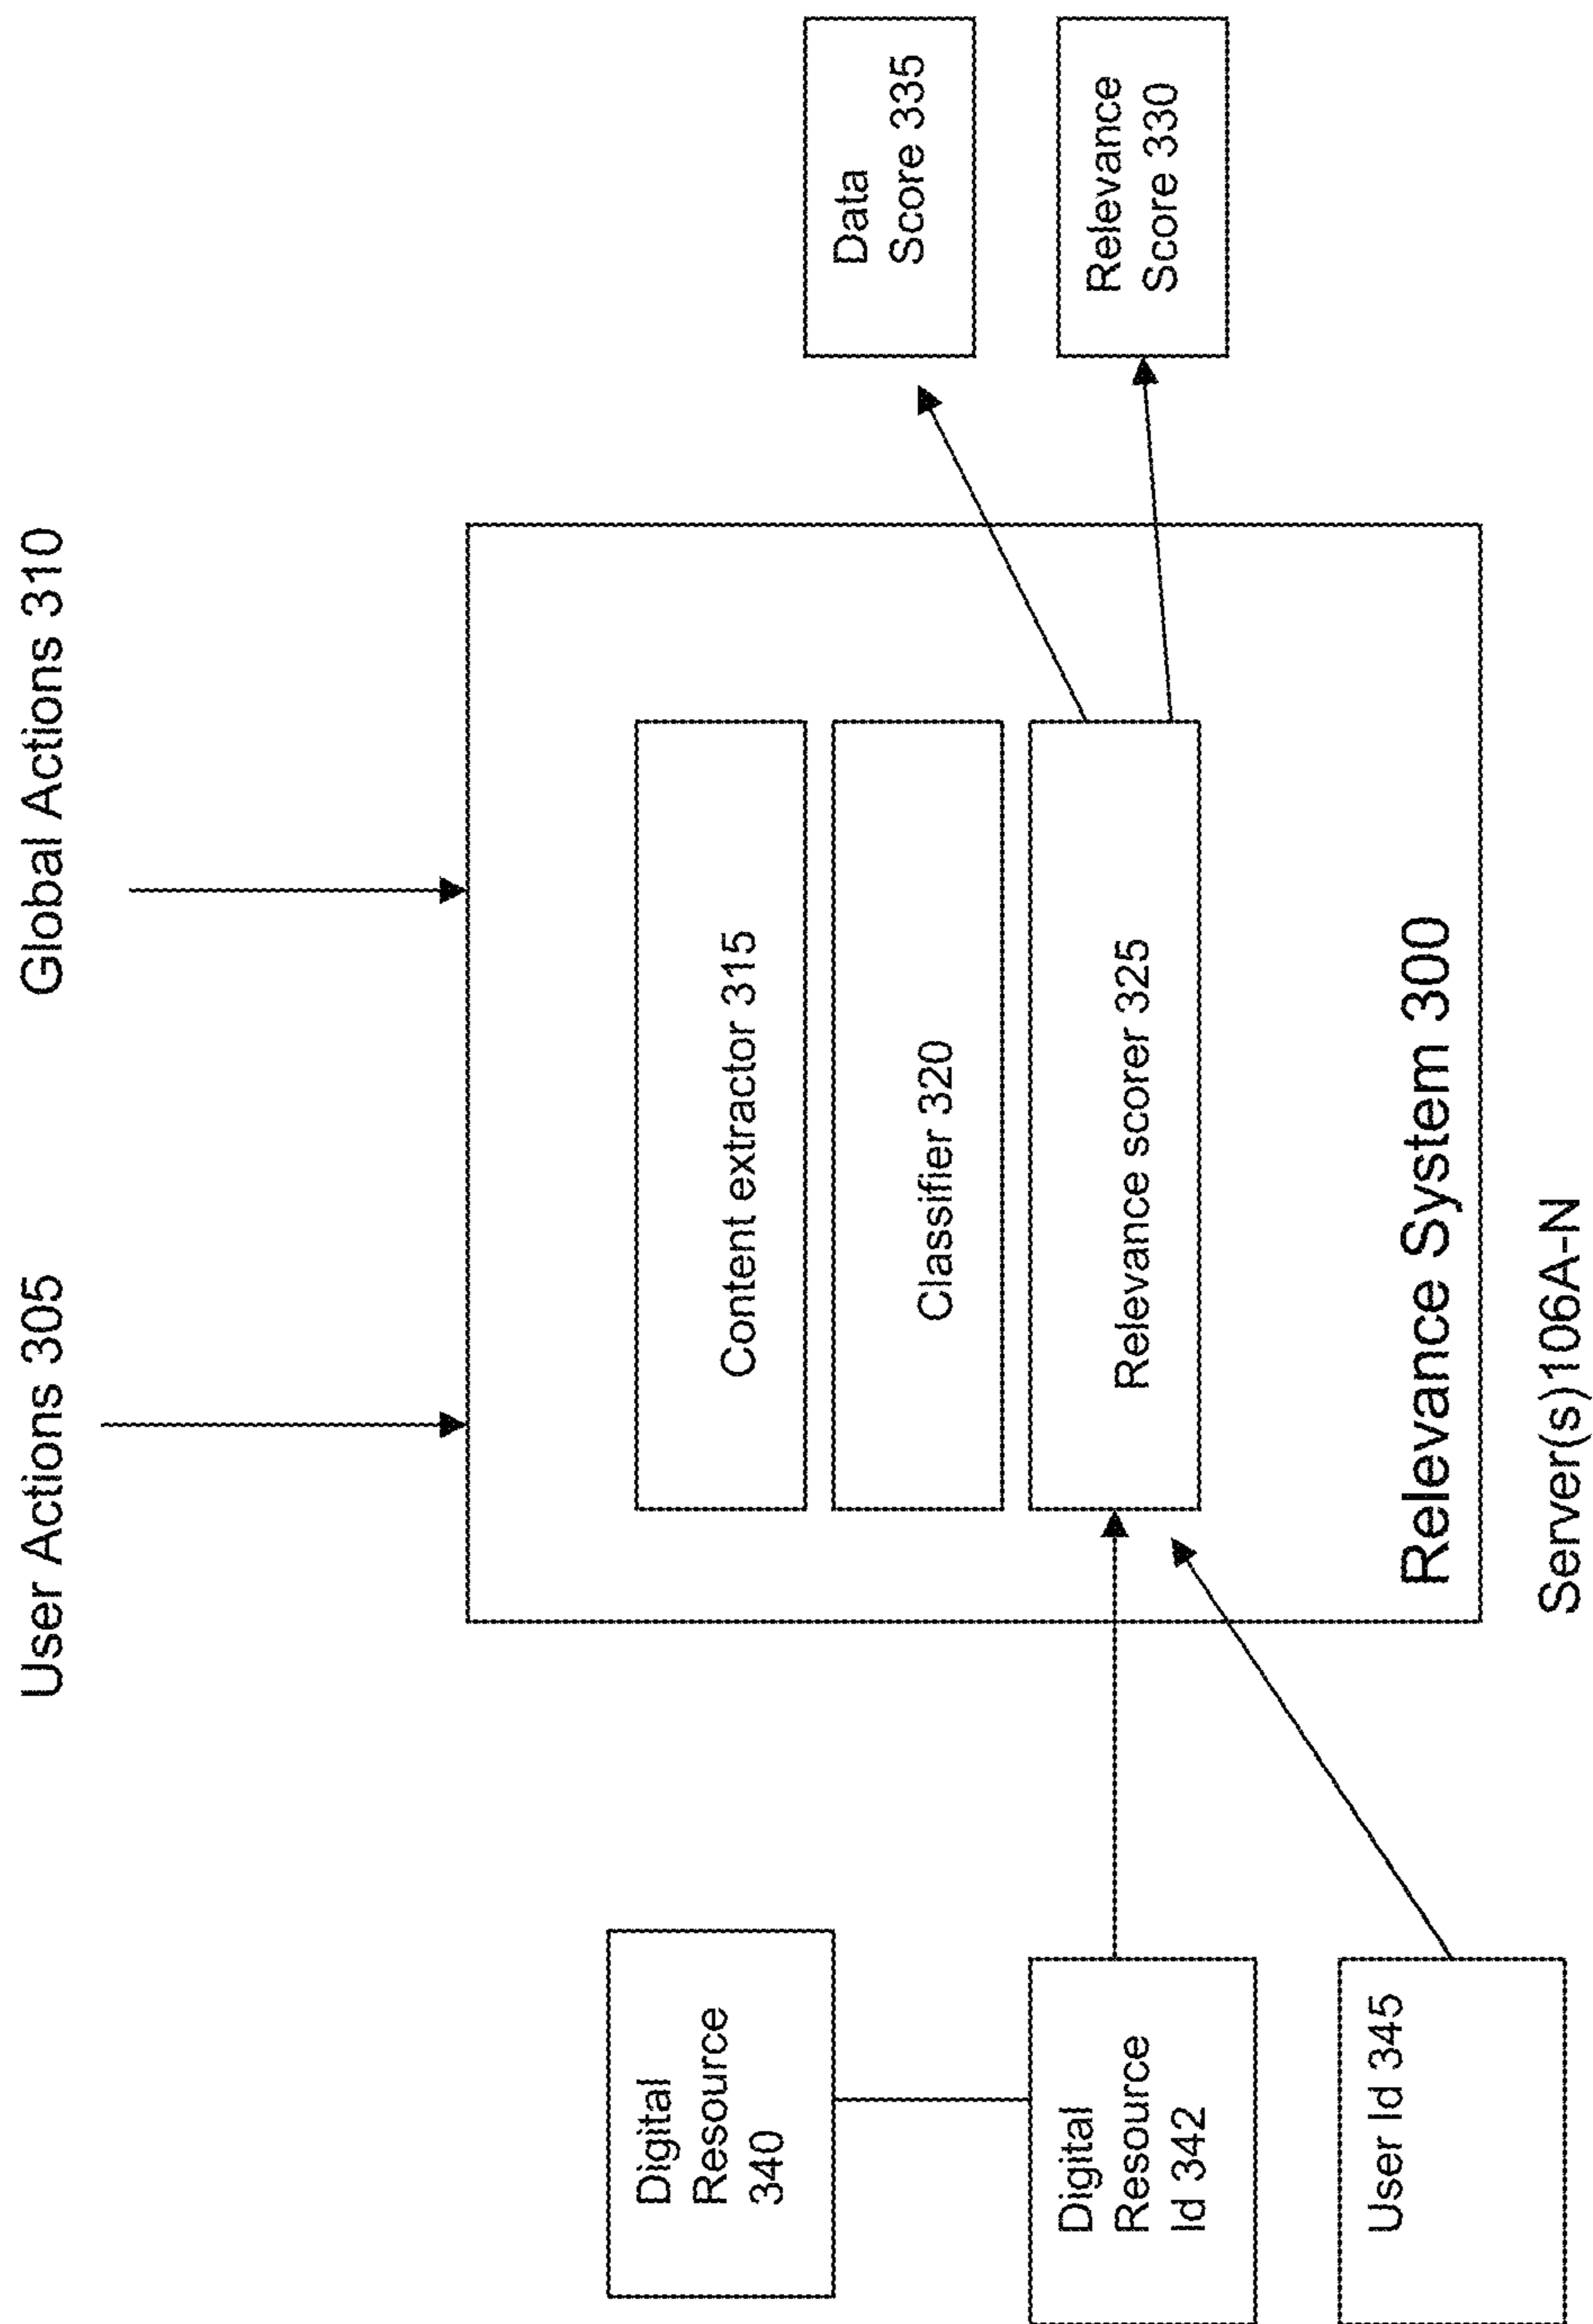 User Actions 305
Global Actions 310
Digital
Resource
340
Digital
Resource
Id 342
User Id 345
Content extractor 315
Classifier 320
Relevance scorer 325
Relevance System 300
Server(s)106A-N
Data
Score 335
Relevance
Score 330